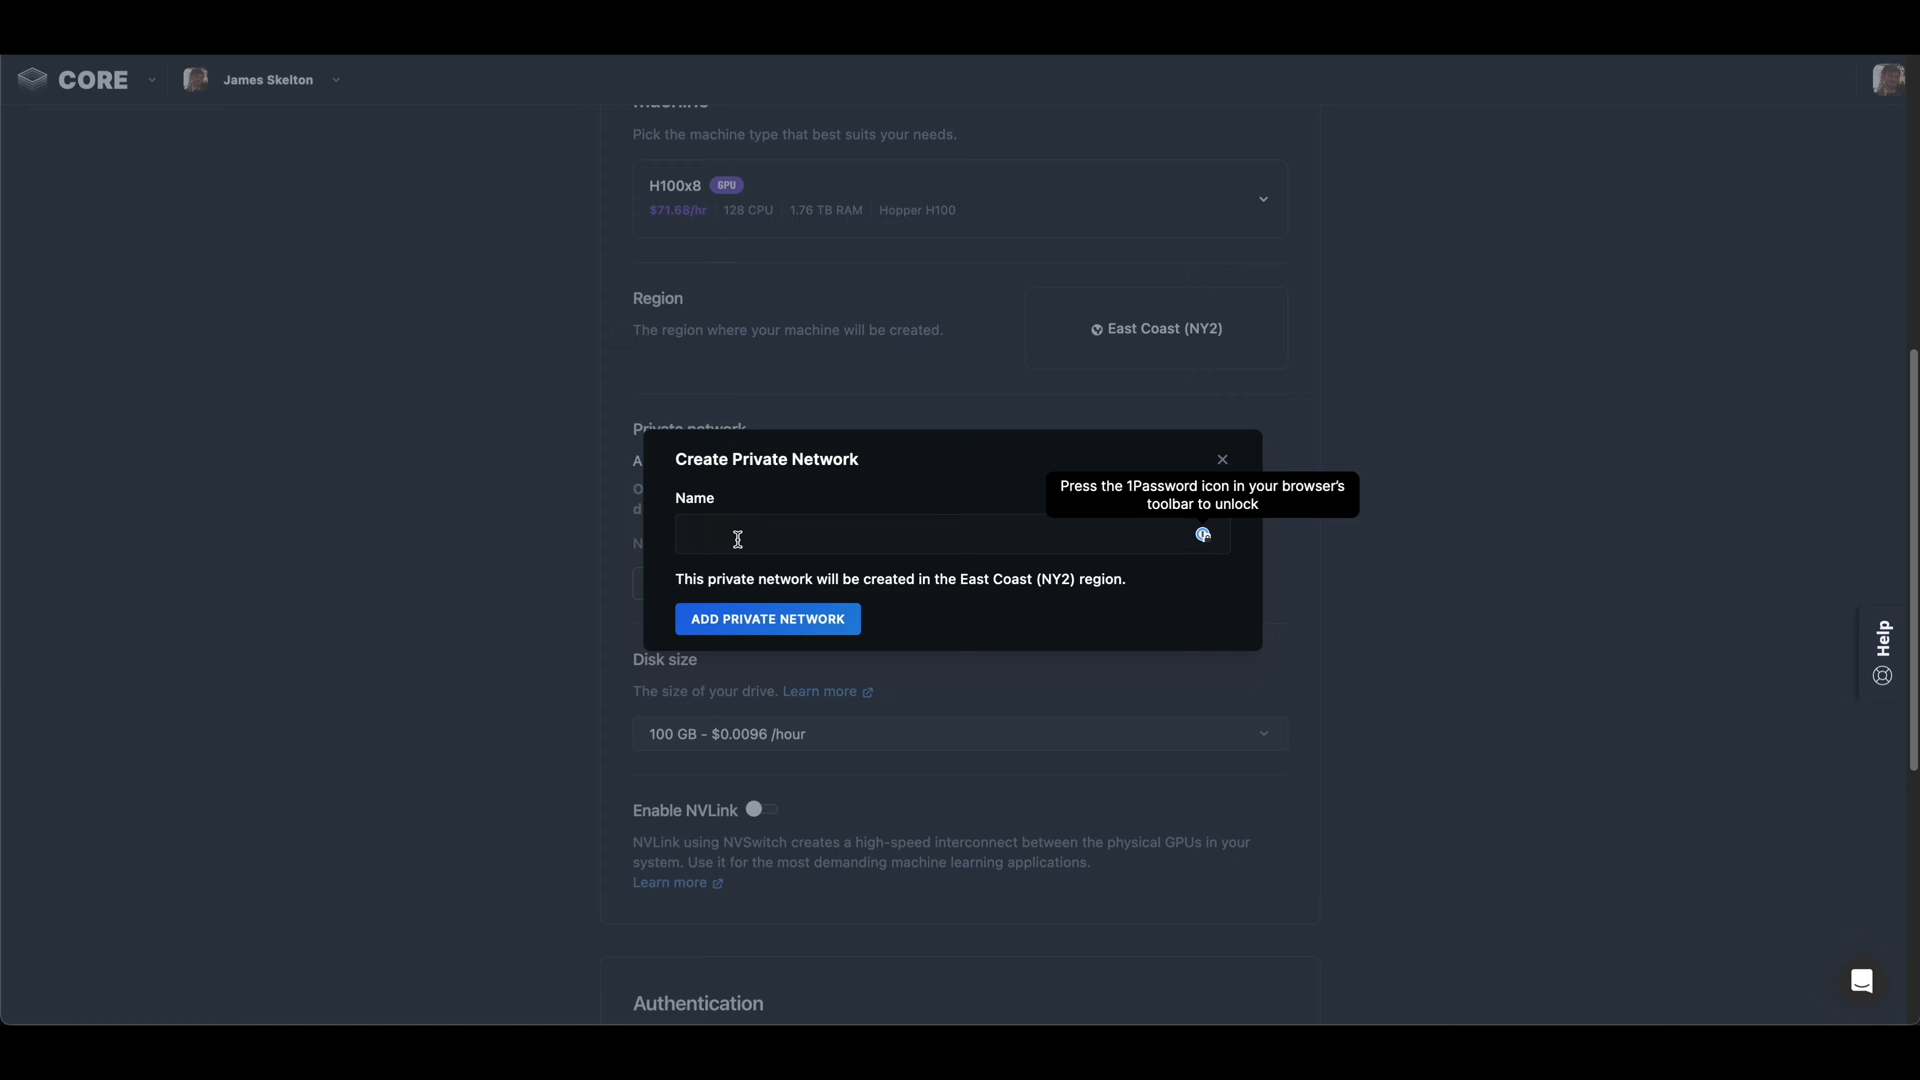 CORE
James Skelton
Machine
Pick the machine type that best suits your needs.
H100x8 GPU
$71.68/hr 128 CPU 1.76 TB RAM Hopper H100
Region
The region where your machine will be created.
East Coast (NY2)
Private network
A
Create Private Network
Press the 1Password icon in your browser's
toolbar to unlock
Name
This private network will be created in the East Coast (NY2) region.
ADD PRIVATE NETWORK
Help
Disk size
The size of your drive. Learn more
100 GB - $0.0096 /hour
Enable NVLink
NVLink using NVSwitch creates a high-speed interconnect between the physical GPUs in your
system. Use it for the most demanding machine learning applications.
Learn more
Authentication